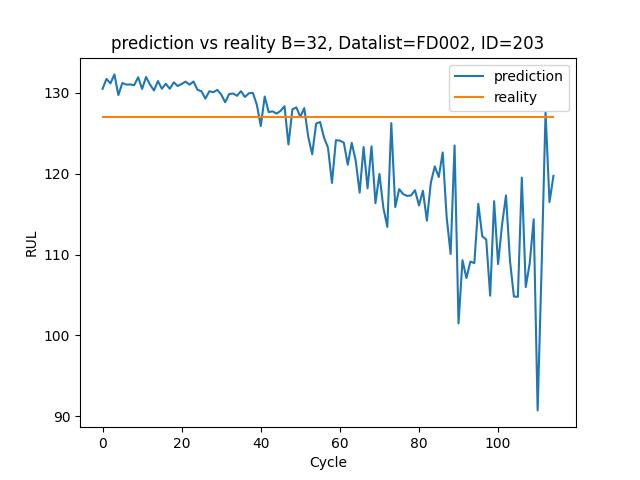 prediction vs reality B=32, Datalist=FD002, ID=203
prediction
reality
130
120
110
100
90
RUL
0 20 40 60 80 100
Cycle